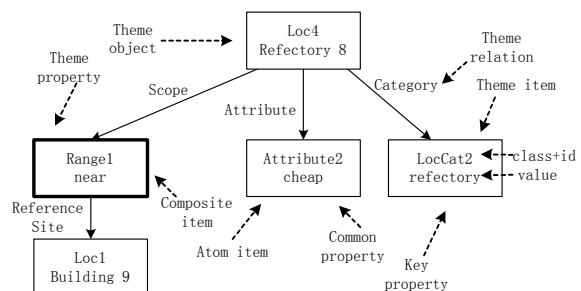 Theme
object
Loc4
Refectory 8
Theme
relation
Theme
property
Scope
Attribute
Category
Theme item
Range1
near
Attribute2
cheap
LocCat2
refectory
class+id
value
Reference
Site
Composite
item
Loc1
Building 9
Atom item
Common
property
Key
property